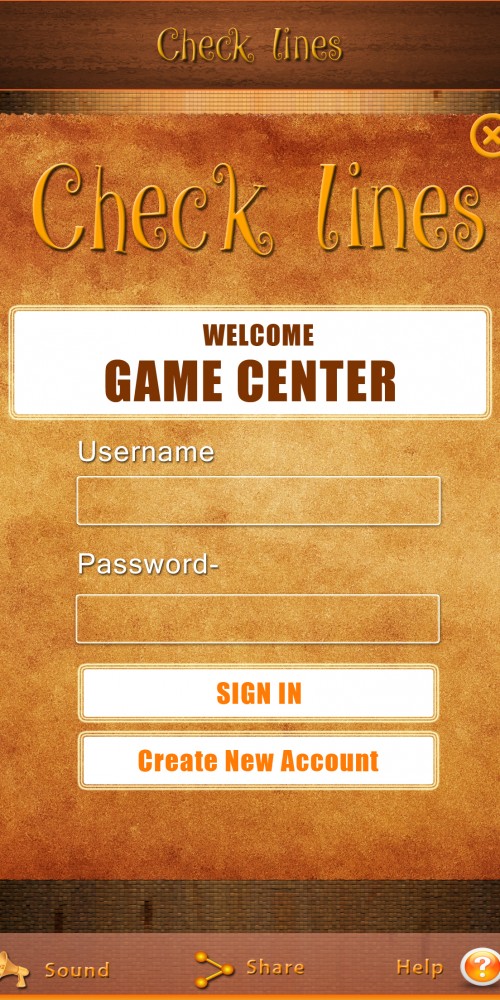 Check lines
Check lines
WELCOME
GAME CENTER
Username
Password-
SIGN IN
Create New Account
Sound
Share
Help ?